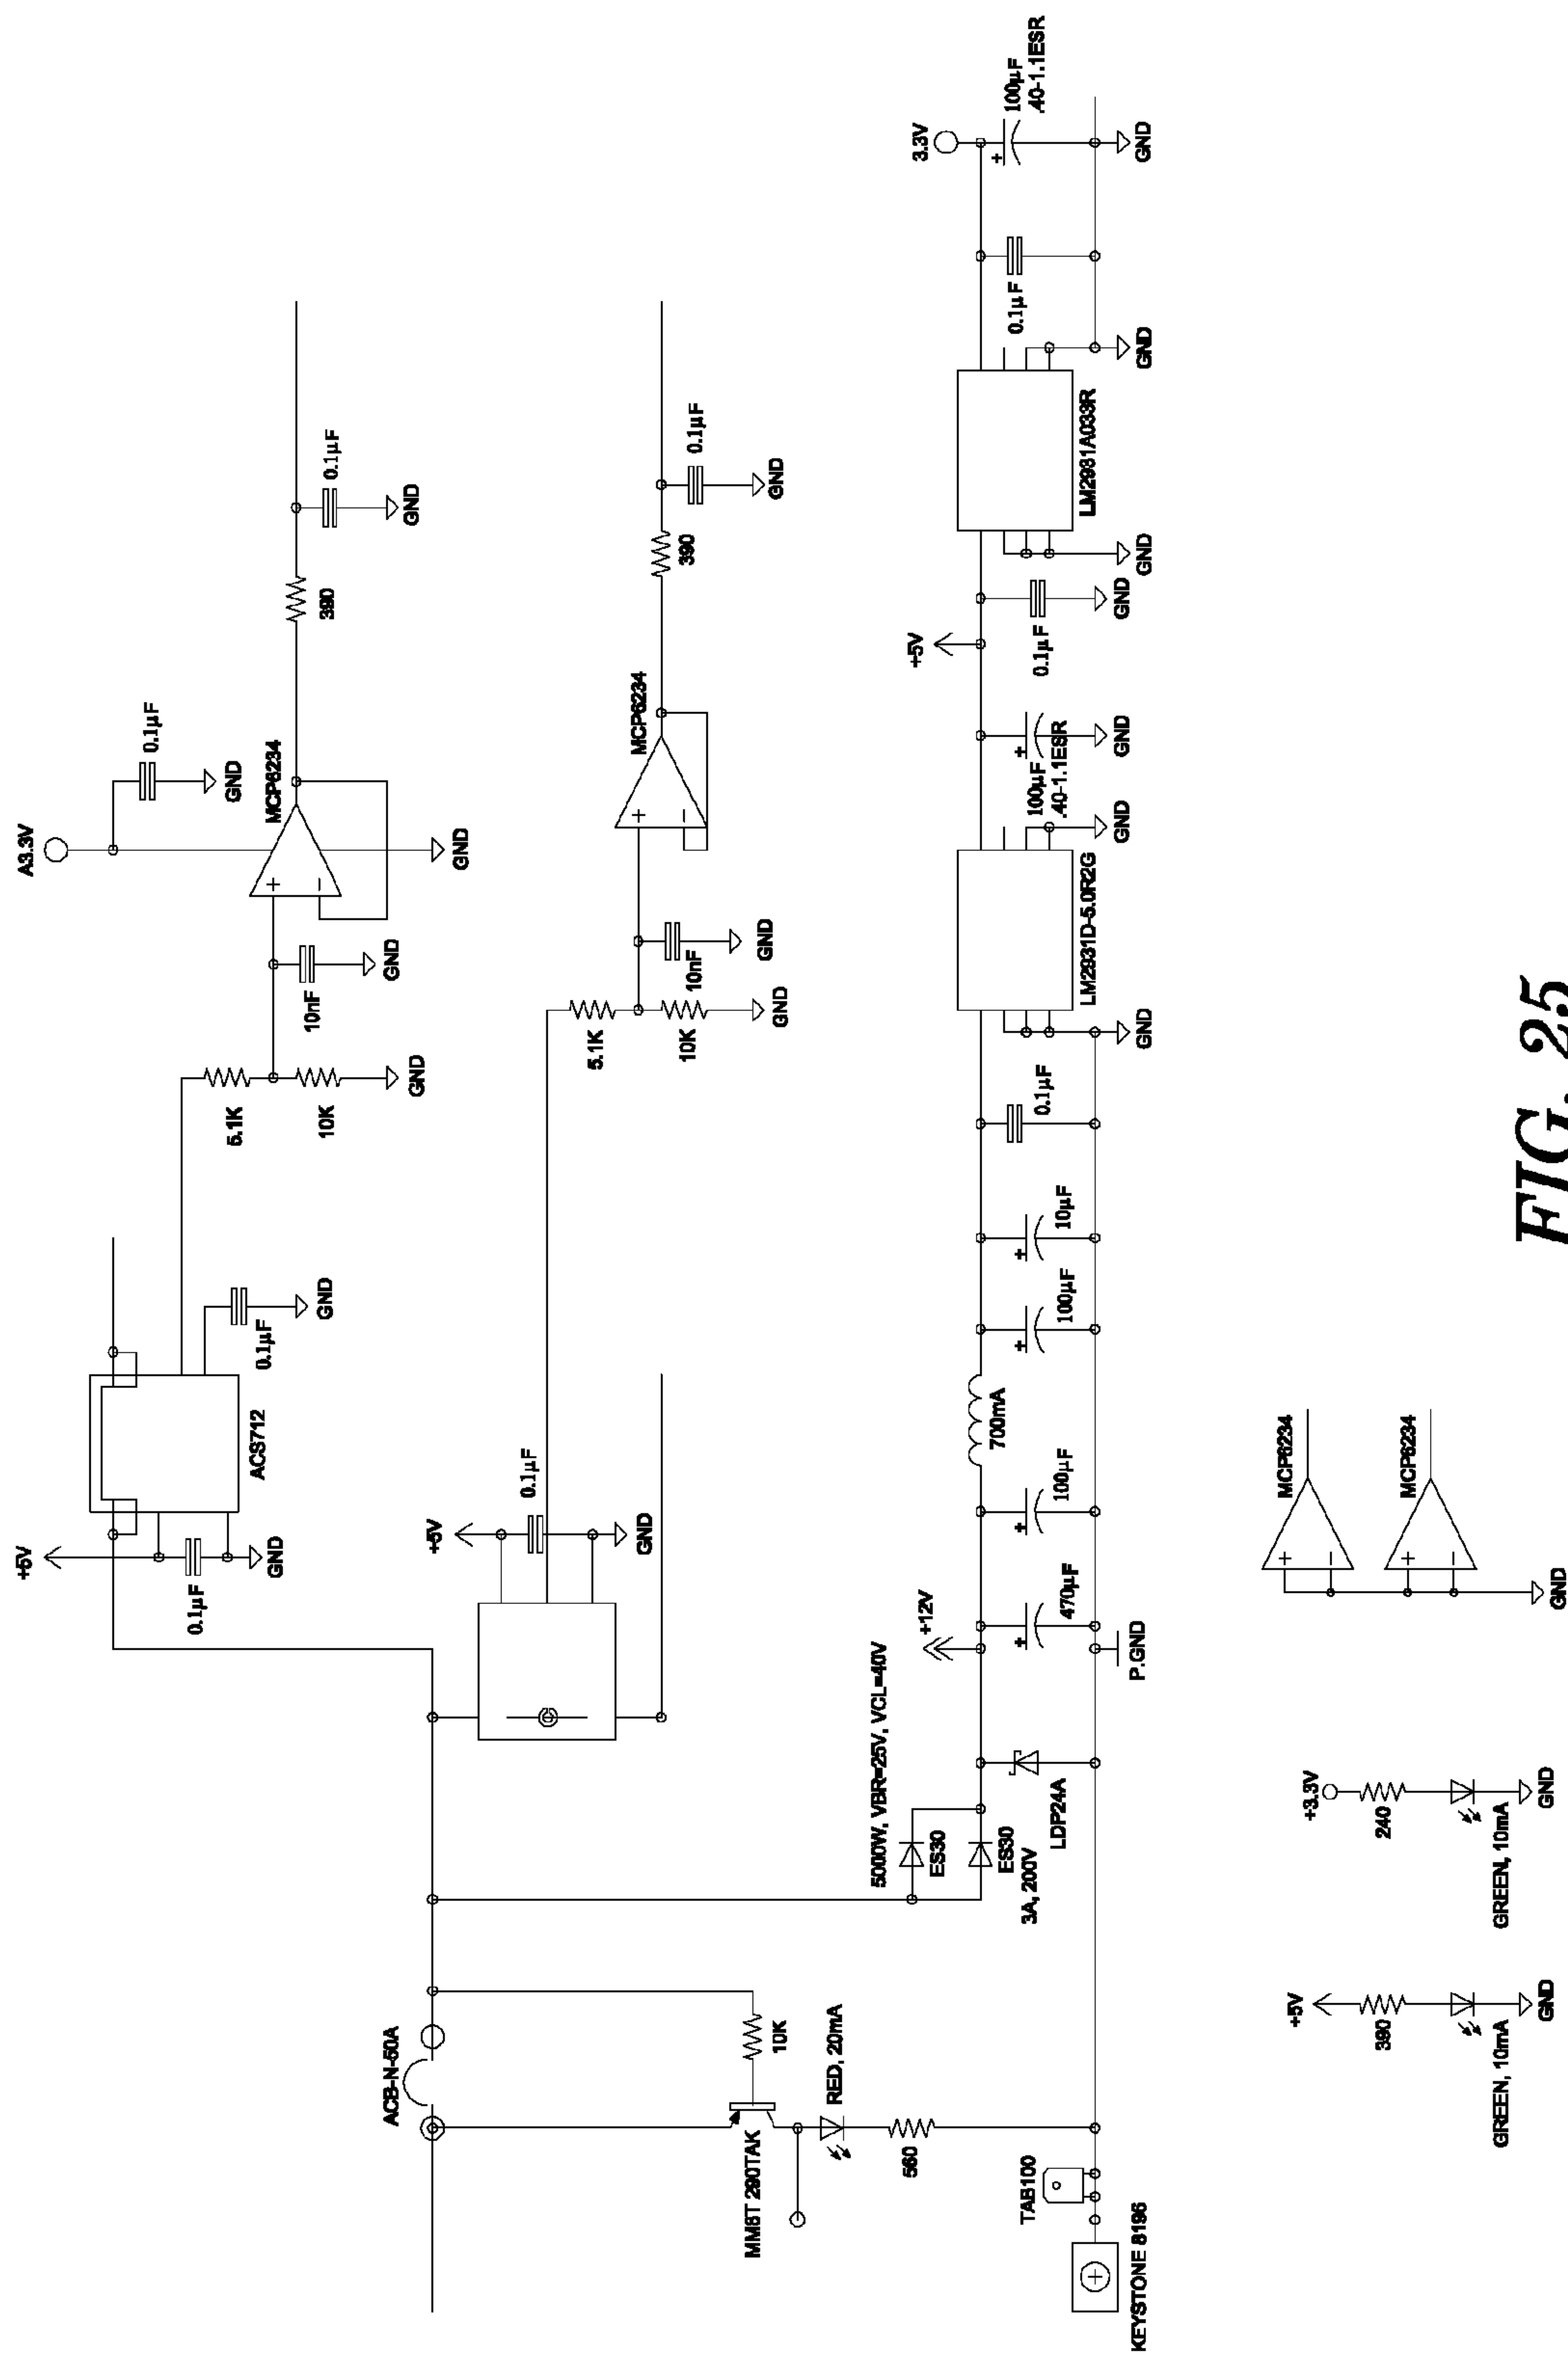 ACB-N-50A
MM8T 290TAK
10K
RED, 20mA
560
TAB100
KEYSTONE 8196
+5V
0.1µF
GND
ACS712
0.1µF
GND
5.1K
10K
GND
10nF
GND
A3.3V
0.1µF
GND
MCP6234
GND
390
0.1µF
GND
+5V
0.1µF
GND
5.1K
10K
GND
10nF
GND
MCP6234
390
0.1µF
GND
5000W, VBR=25V, VCL=40V
ES30
ES30
3A, 200V
LDP24A
+12V
470µF
P.GND
100µF
700mA
100µF
10µF
0.1µF
GND
LM2931D-5.0R2G
GND
100µF
.40-1.1ESR
GND
+5V
0.1µF
GND
GND
LM2931A033R
GND
0.1µF
3.3V
100µF
.40-1.1ESR
GND
+5V
390
GREEN, 10mA
GND
+3.3V
240
GREEN, 10mA
GND
MCP6234
MCP6234
GND
FIG. 25